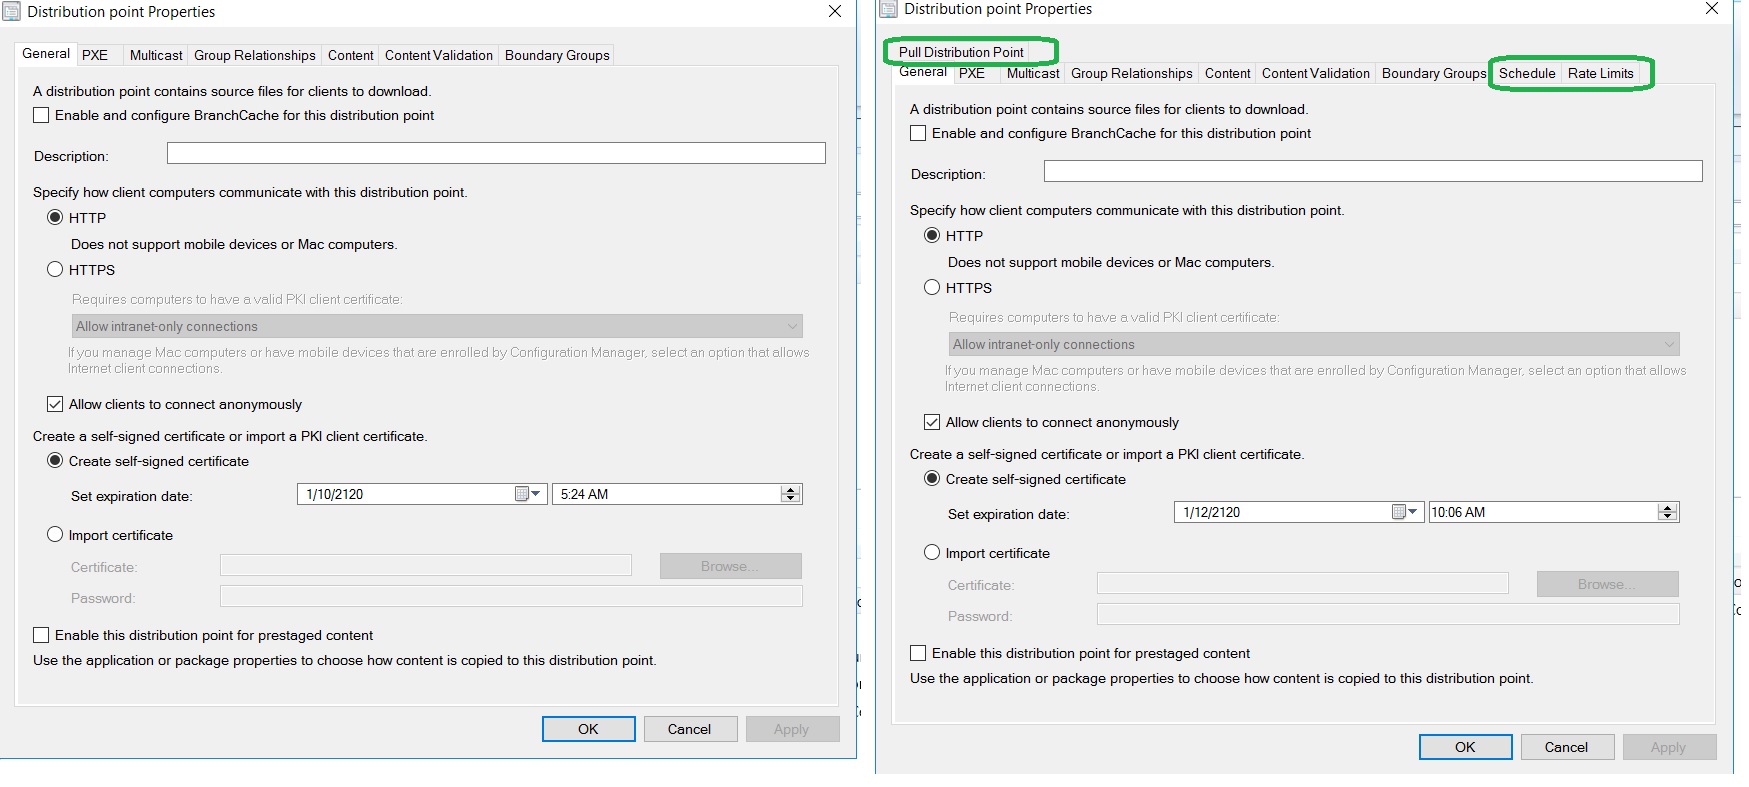 Distribution point Properties
General PXE Multicast Group Relationships Content Content Validation Boundary Groups
A distribution point contains source files for clients to download.
Enable and configure BranchCache for this distribution point
Description:
Specify how client computers communicate with this distribution point.
HTTP
Does not support mobile devices or Mac computers.
HTTPS
Requires computers to have a valid PKI client certificate:
Allow intranet-only connections
If you manage Mac computers or have mobile devices that are enrolled by Configuration Manager, select an option that allows
Internet client connections.
Allow clients to connect anonymously
Create a self-signed certificate or import a PKI client certificate.
Create self-signed certificate
Set expiration date: 1/10/2120 5:24 AM
Import certificate
Certificate: Browse...
Password:
Enable this distribution point for prestaged content
Use the application or package properties to choose how content is copied to this distribution point.
OK Cancel Apply
Distribution point Properties
Pull Distribution Point
General PXE Multicast Group Relationships Content Content Validation Boundary Groups Schedule Rate Limits
A distribution point contains source files for clients to download.
Enable and configure BranchCache for this distribution point
Description:
Specify how client computers communicate with this distribution point.
HTTP
Does not support mobile devices or Mac computers.
HTTPS
Requires computers to have a valid PKI client certificate:
Allow intranet-only connections
If you manage Mac computers or have mobile devices that are enrolled by Configuration Manager, select an option that allows
Internet client connections.
Allow clients to connect anonymously
Create a self-signed certificate or import a PKI client certificate.
Create self-signed certificate
Set expiration date: 1/12/2120 10:06 AM
Import certificate
Certificate: Browse...
Password:
Enable this distribution point for prestaged content
Use the application or package properties to choose how content is copied to this distribution point.
OK Cancel Apply